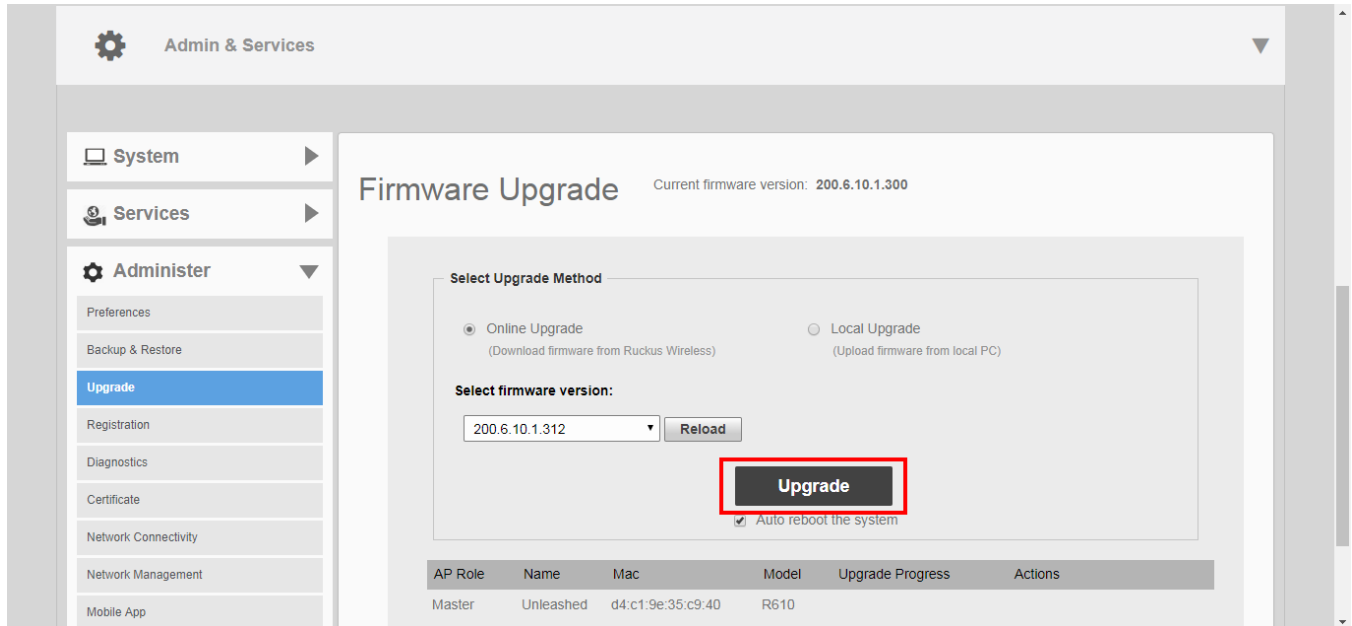 Admin & Services
System
Services
Administer
Preferences
Backup & Restore
Upgrade
Registration
Diagnostics
Certificate
Network Connectivity
Network Management
Mobile App
Firmware Upgrade Current firmware version: 200.6.10.1.300
Select Upgrade Method
Online Upgrade Local Upgrade
(Download firmware from Ruckus Wireless) (Upload firmware from local PC)
Select firmware version:
200.6.10.1.312 Reload
Upgrade
Auto reboot the system
AP Role Name Mac Model Upgrade Progress Actions
Master Unleashed d4:c1:9e:35:c9:40 R610